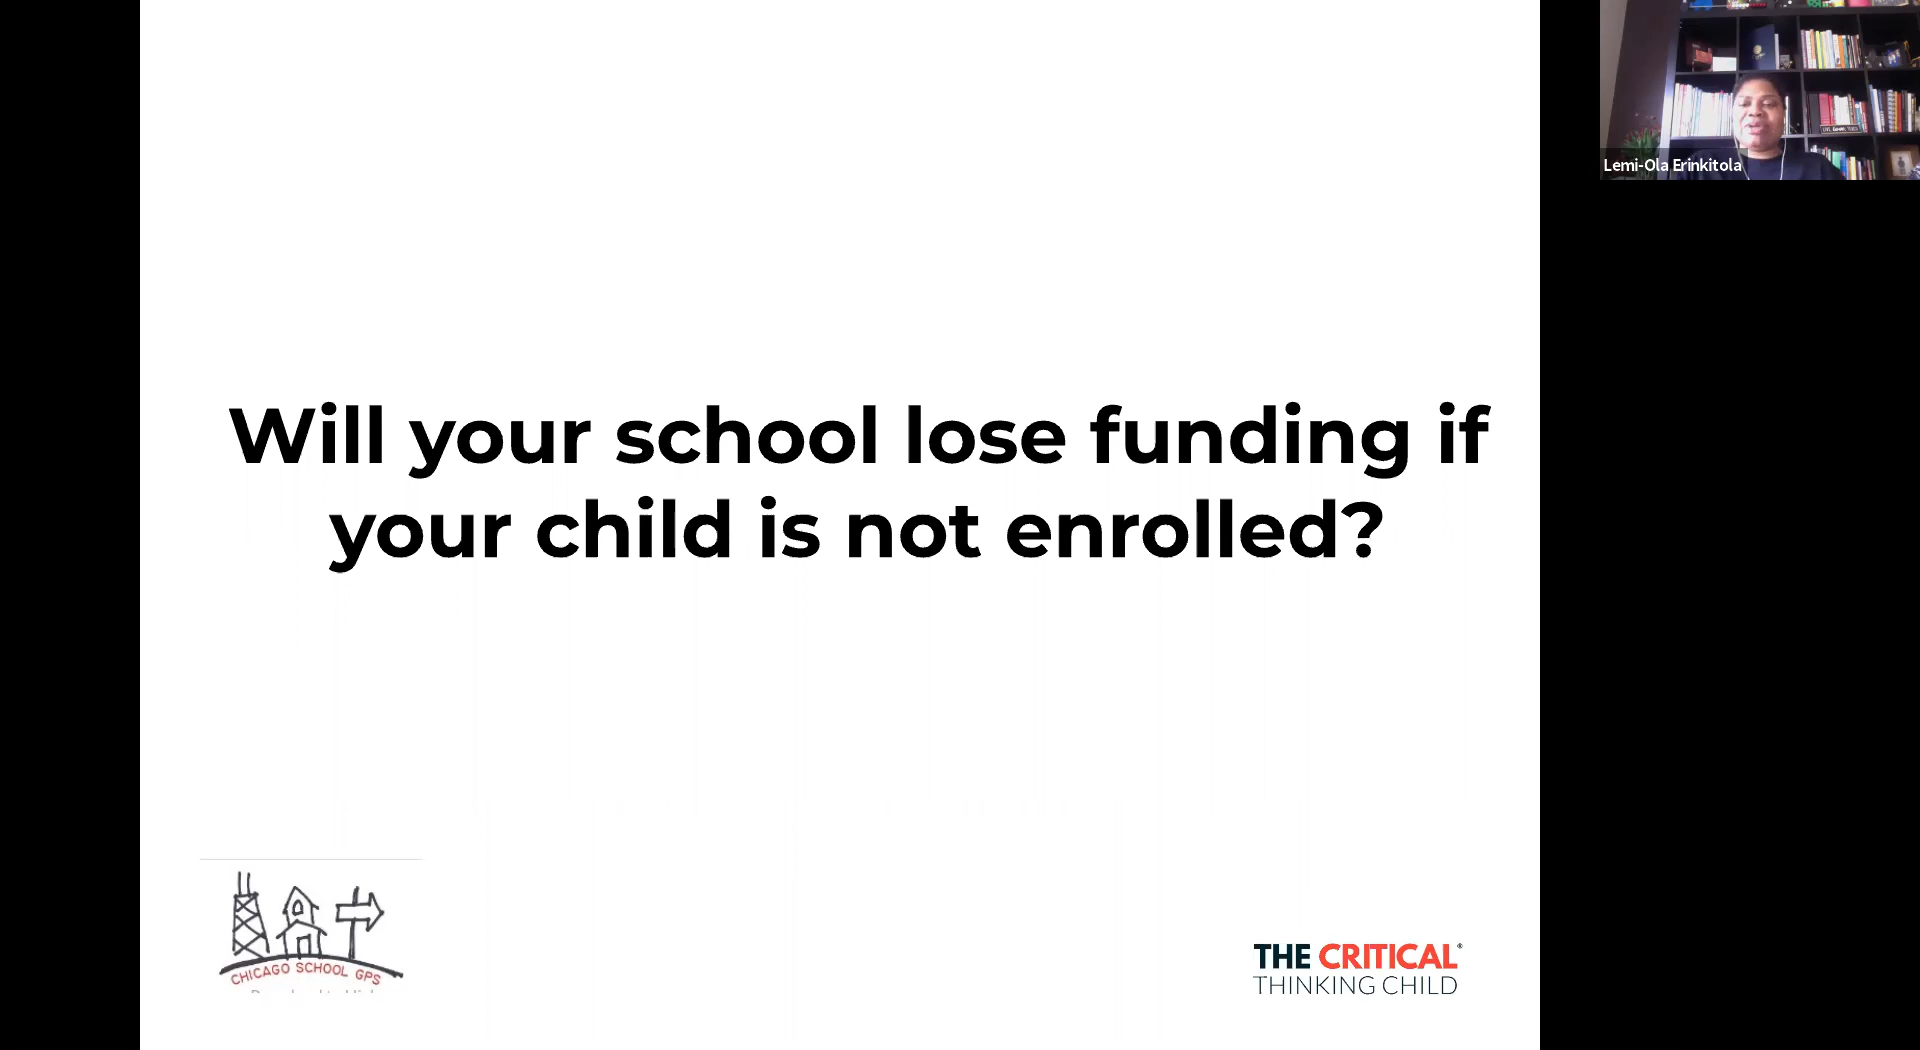 Will your school lose funding if
your child is not enrolled?
Lemi-Ola Erinkitola
CHICAGO SCHOOL GPS
THE CRITICAL®
THINKING CHILD